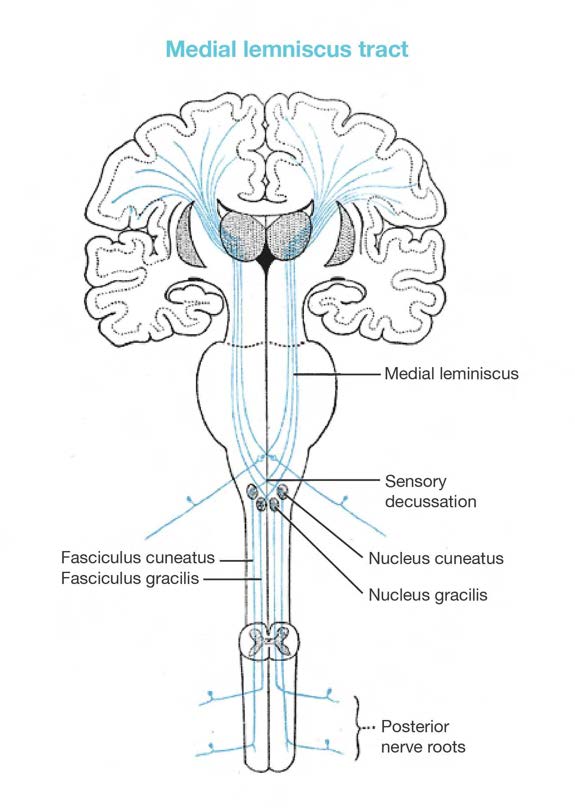 Medial lemniscus tract
Medial leminiscus
Sensory
decussation
Fasciculus cuneatus
Fasciculus gracilis
Nucleus cuneatus
Nucleus gracilis
Posterior
nerve roots